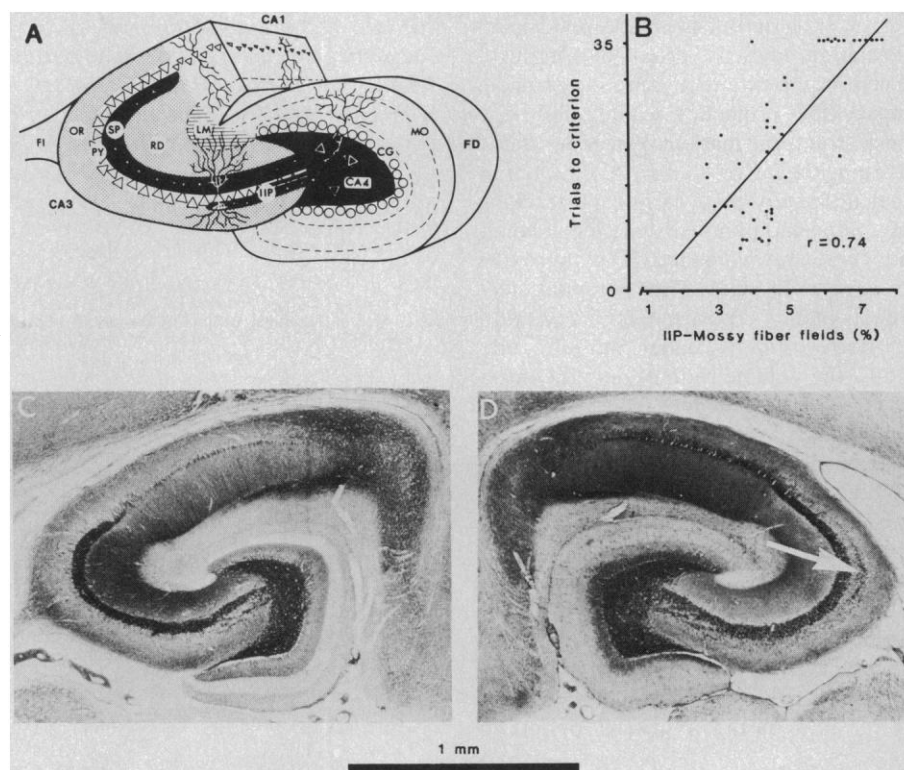 A
CA1
FI
OR
SP
PY
RD
LM
IIP
CA3
CG
CA4
MO
FD
B
Trials to criterion
35
0
1
3
5
7
r = 0.74
IIP-Mossy fiber fields (%)
C
D
1 mm